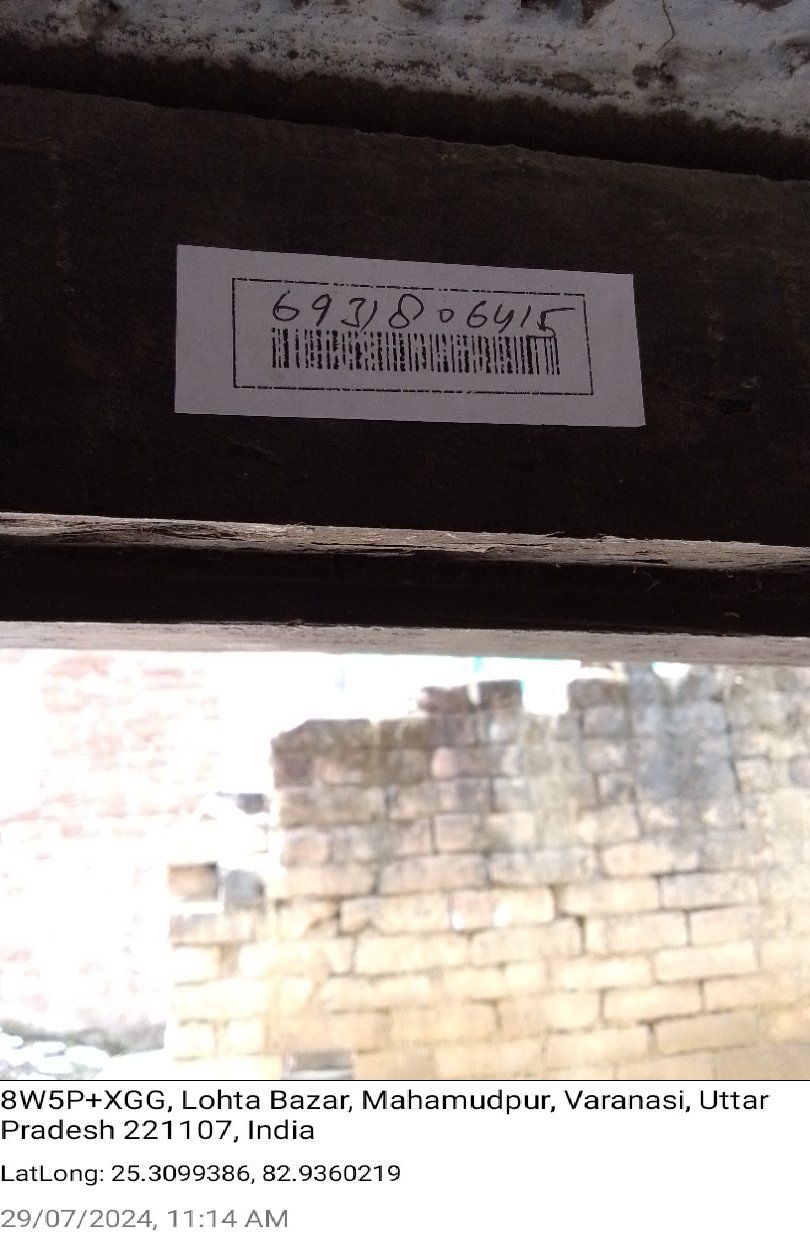 6931806415
8W5P+XGG, Lohta Bazar, Mahamudpur, Varanasi, Uttar
Pradesh 221107, India
LatLong: 25.3099386, 82.9360219
29/07/2024, 11:14 AM